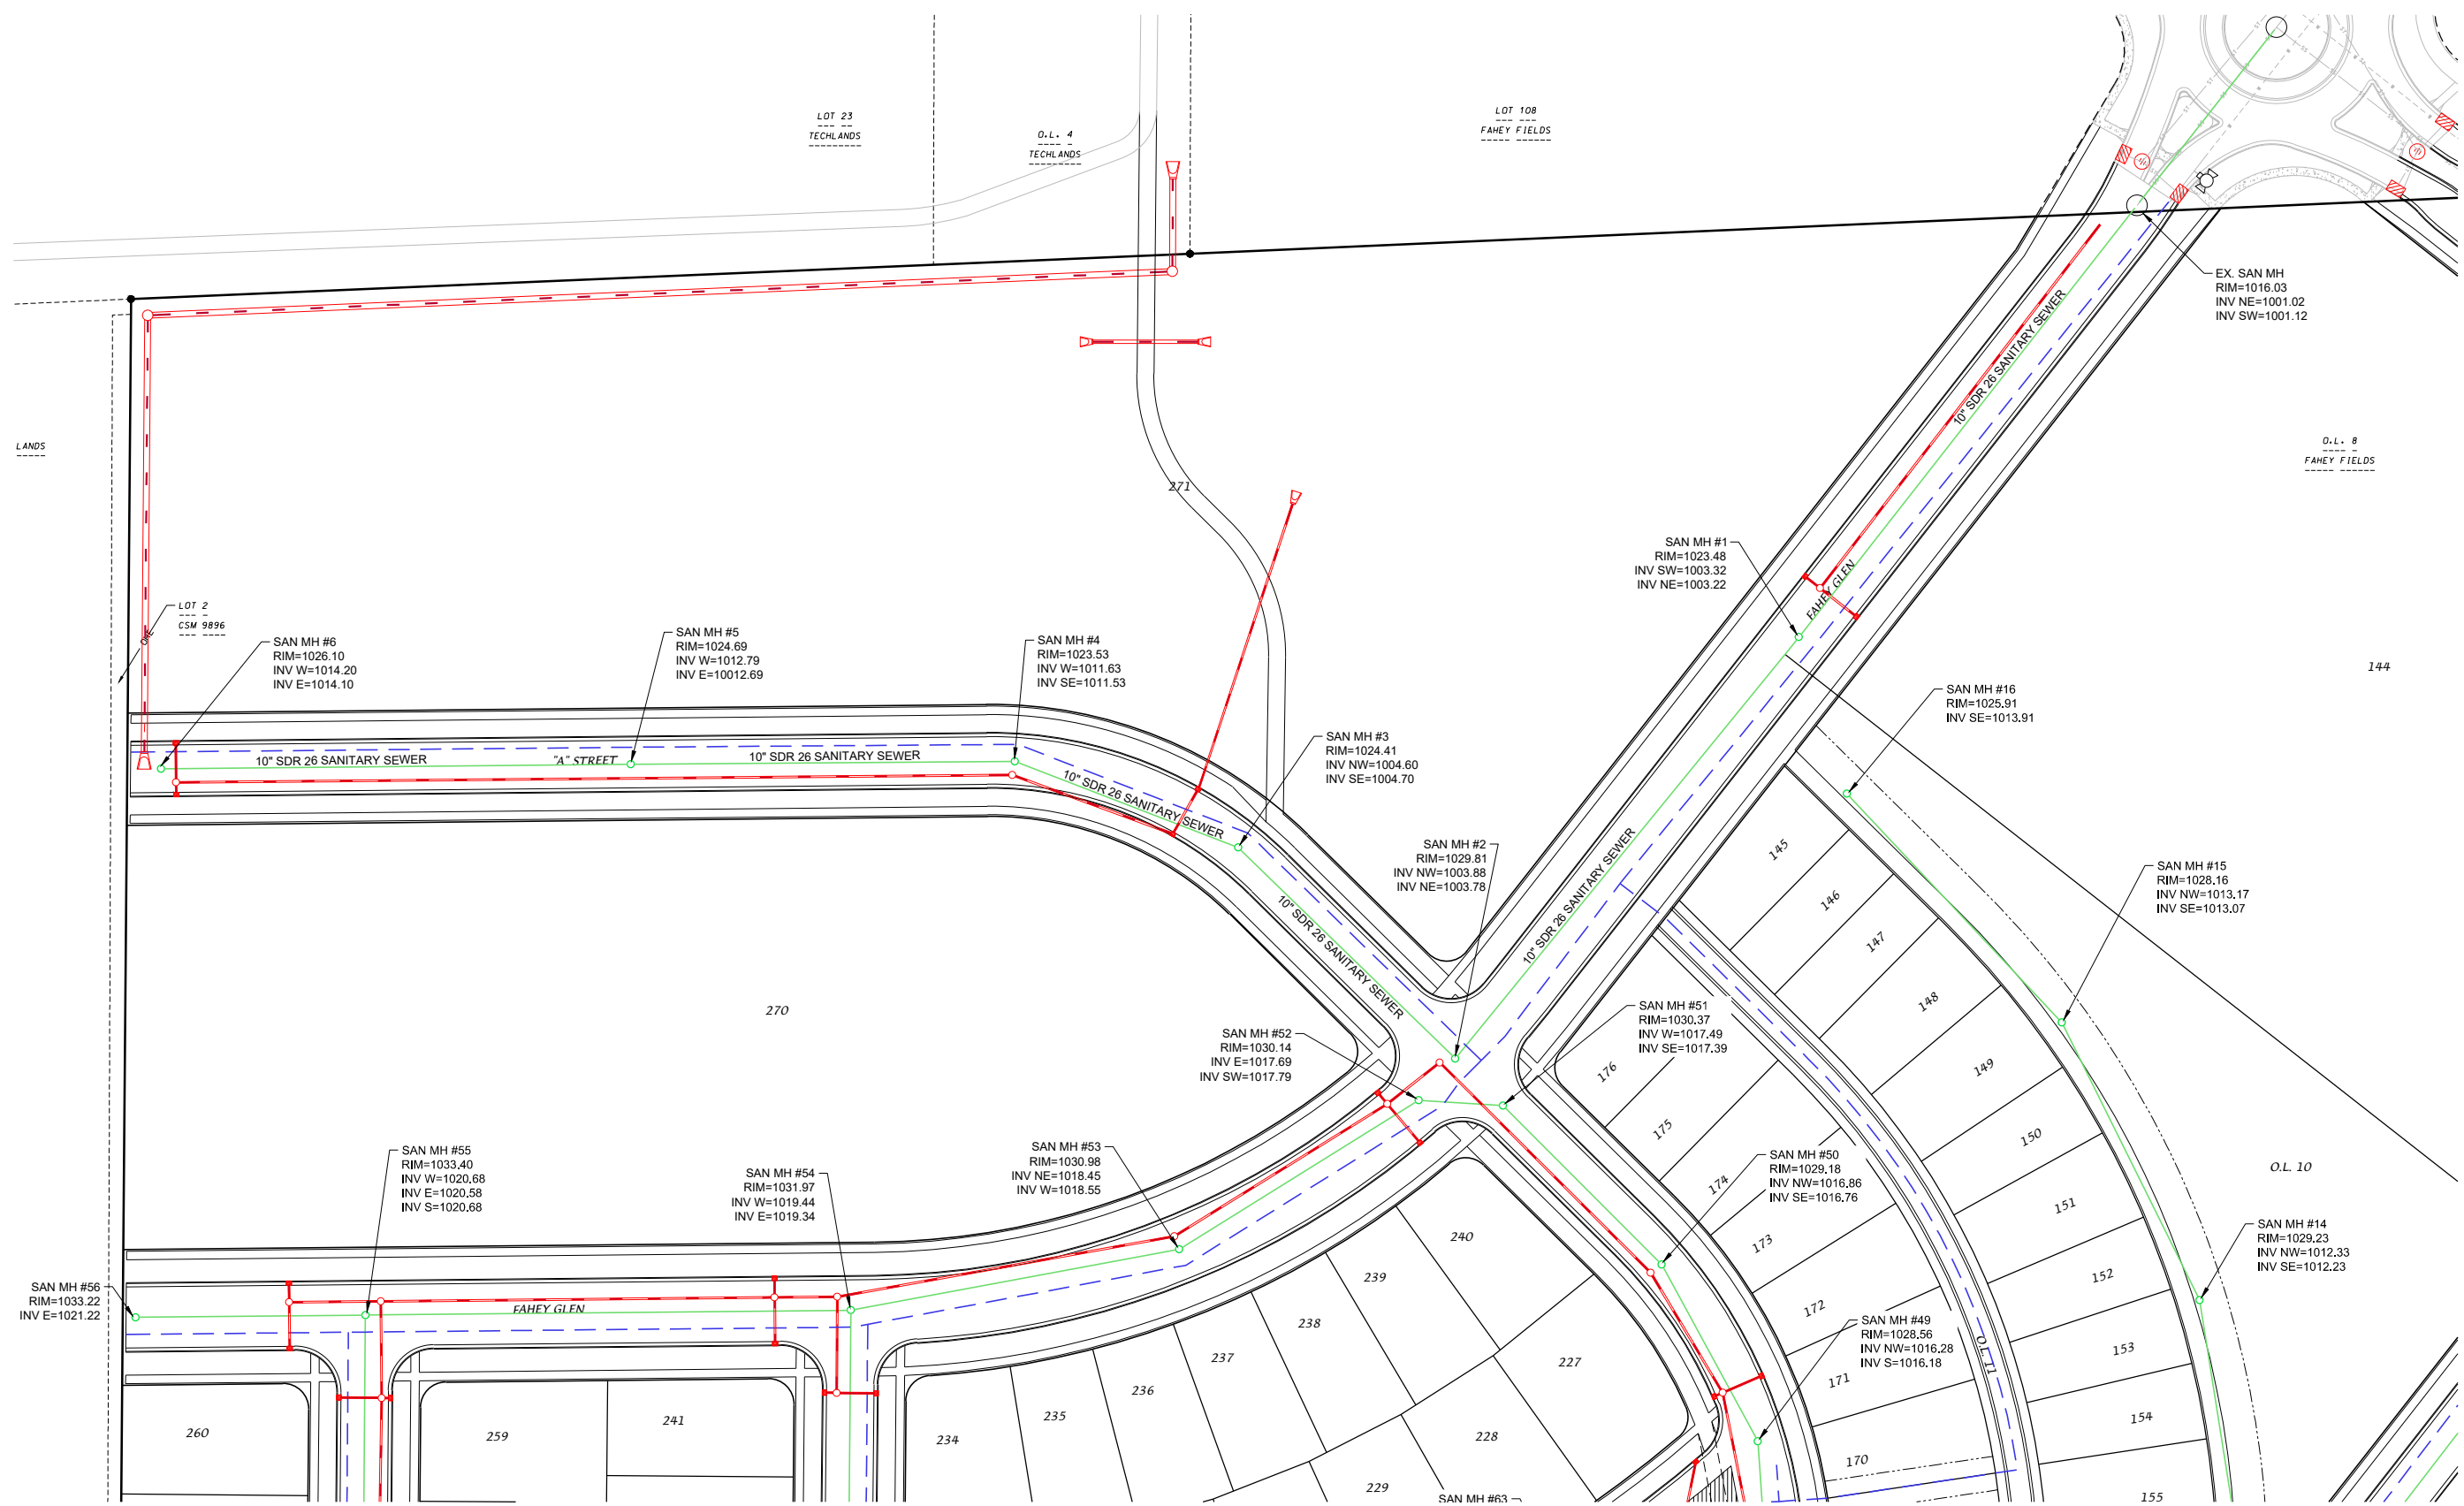 LOT 23
TECHLANDS
O.L. 4
TECHLANDS
LOT 108
FAHEY FIELDS
EX. SAN MH
RIM=1016.03
INV NE=1001.02
INV SW=1001.12
10" SDR 26 SANITARY SEWER
LANDS
O.L. 8
FAHEY FIELDS
271
SAN MH #1
RIM=1023.48
INV SW=1003.32
INV NE=1003.22
FAHEY GLEN
LOT 2
CSM 9896
OHE
SAN MH #6
RIM=1026.10
INV W=1014.20
INV E=1014.10
SAN MH #5
RIM=1024.69
INV W=1012.79
INV E=10012.69
SAN MH #4
RIM=1023.53
INV W=1011.63
INV SE=1011.53
144
SAN MH #16
RIM=1025.91
INV SE=1013.91
SAN MH #3
RIM=1024.41
INV NW=1004.60
INV SE=1004.70
10" SDR 26 SANITARY SEWER
"A" STREET
10" SDR 26 SANITARY SEWER
10" SDR 26 SANITARY SEWER
SAN MH #2
RIM=1029.81
INV NW=1003.88
INV NE=1003.78
10" SDR 26 SANITARY SEWER
10" SDR 26 SANITARY SEWER
145
146
147
148
149
150
151
152
153
154
155
SAN MH #15
RIM=1028.16
INV NW=1013.17
INV SE=1013.07
270
SAN MH #52
RIM=1030.14
INV E=1017.69
INV SW=1017.79
SAN MH #51
RIM=1030.37
INV W=1017.49
INV SE=1017.39
176
175
174
173
172
171
170
O.L. 10
O.L. 11
SAN MH #55
RIM=1033.40
INV W=1020.68
INV E=1020.58
INV S=1020.68
SAN MH #54
RIM=1031.97
INV W=1019.44
INV E=1019.34
SAN MH #53
RIM=1030.98
INV NE=1018.45
INV W=1018.55
SAN MH #50
RIM=1029.18
INV NW=1016.86
INV SE=1016.76
SAN MH #14
RIM=1029.23
INV NW=1012.33
INV SE=1012.23
SAN MH #56
RIM=1033.22
INV E=1021.22
FAHEY GLEN
SAN MH #49
RIM=1028.56
INV NW=1016.28
INV S=1016.18
240
239
238
237
236
235
234
227
228
229
260
259
241
SAN MH #63